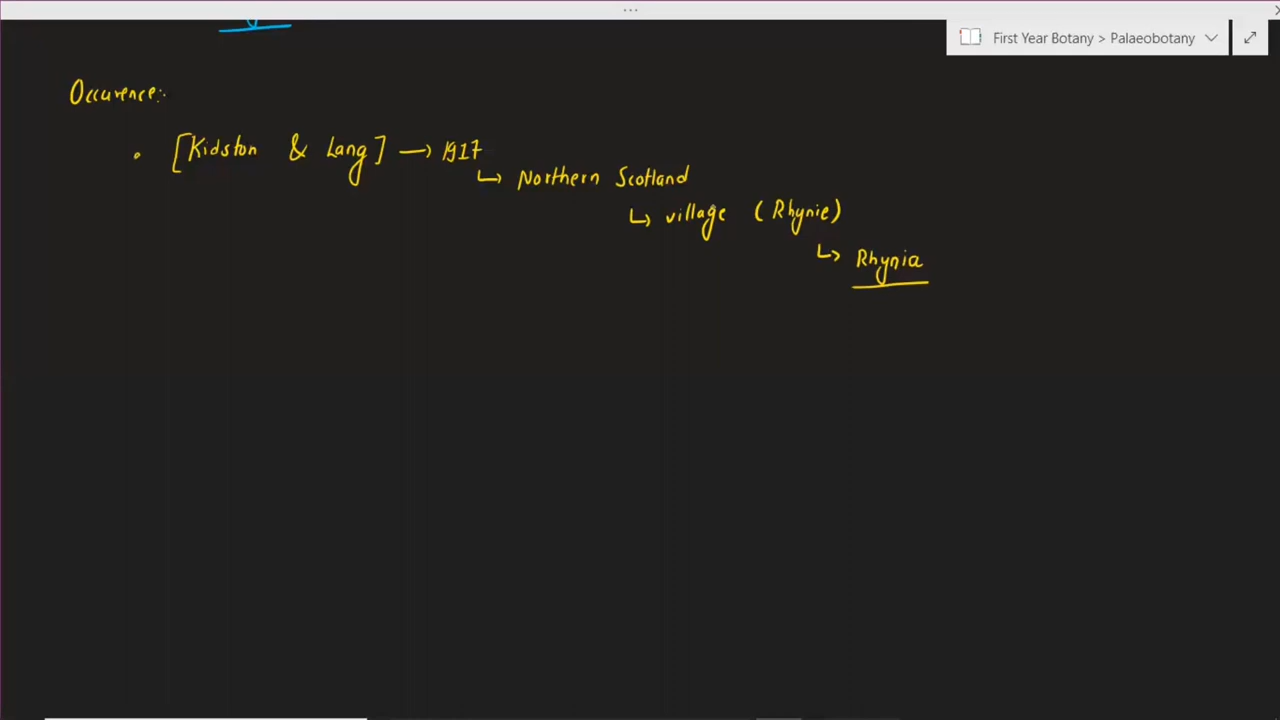 First Year Botany > Palaeobotany
Occurence:
• [Kidston & Lang] → 1917
↳ Northern Scotland
↳ village (Rhynie)
↳ Rhynia